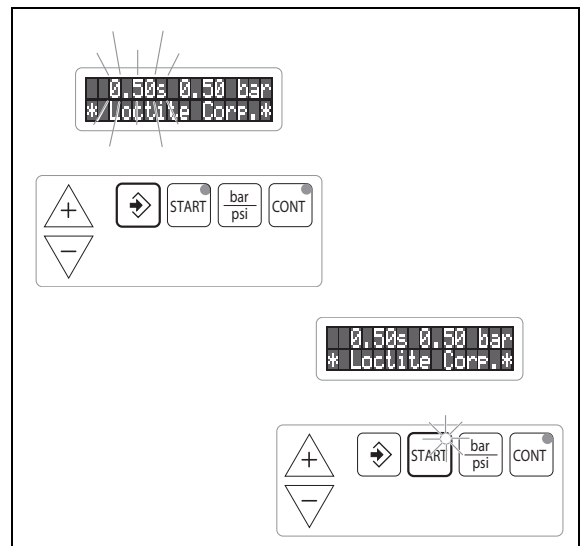 0.50s 0.50 bar
* Loctite Corp.*
+ START bar psi CONT
−
0.50s 0.50 bar
* Loctite Corp.*
+ START bar psi CONT
−